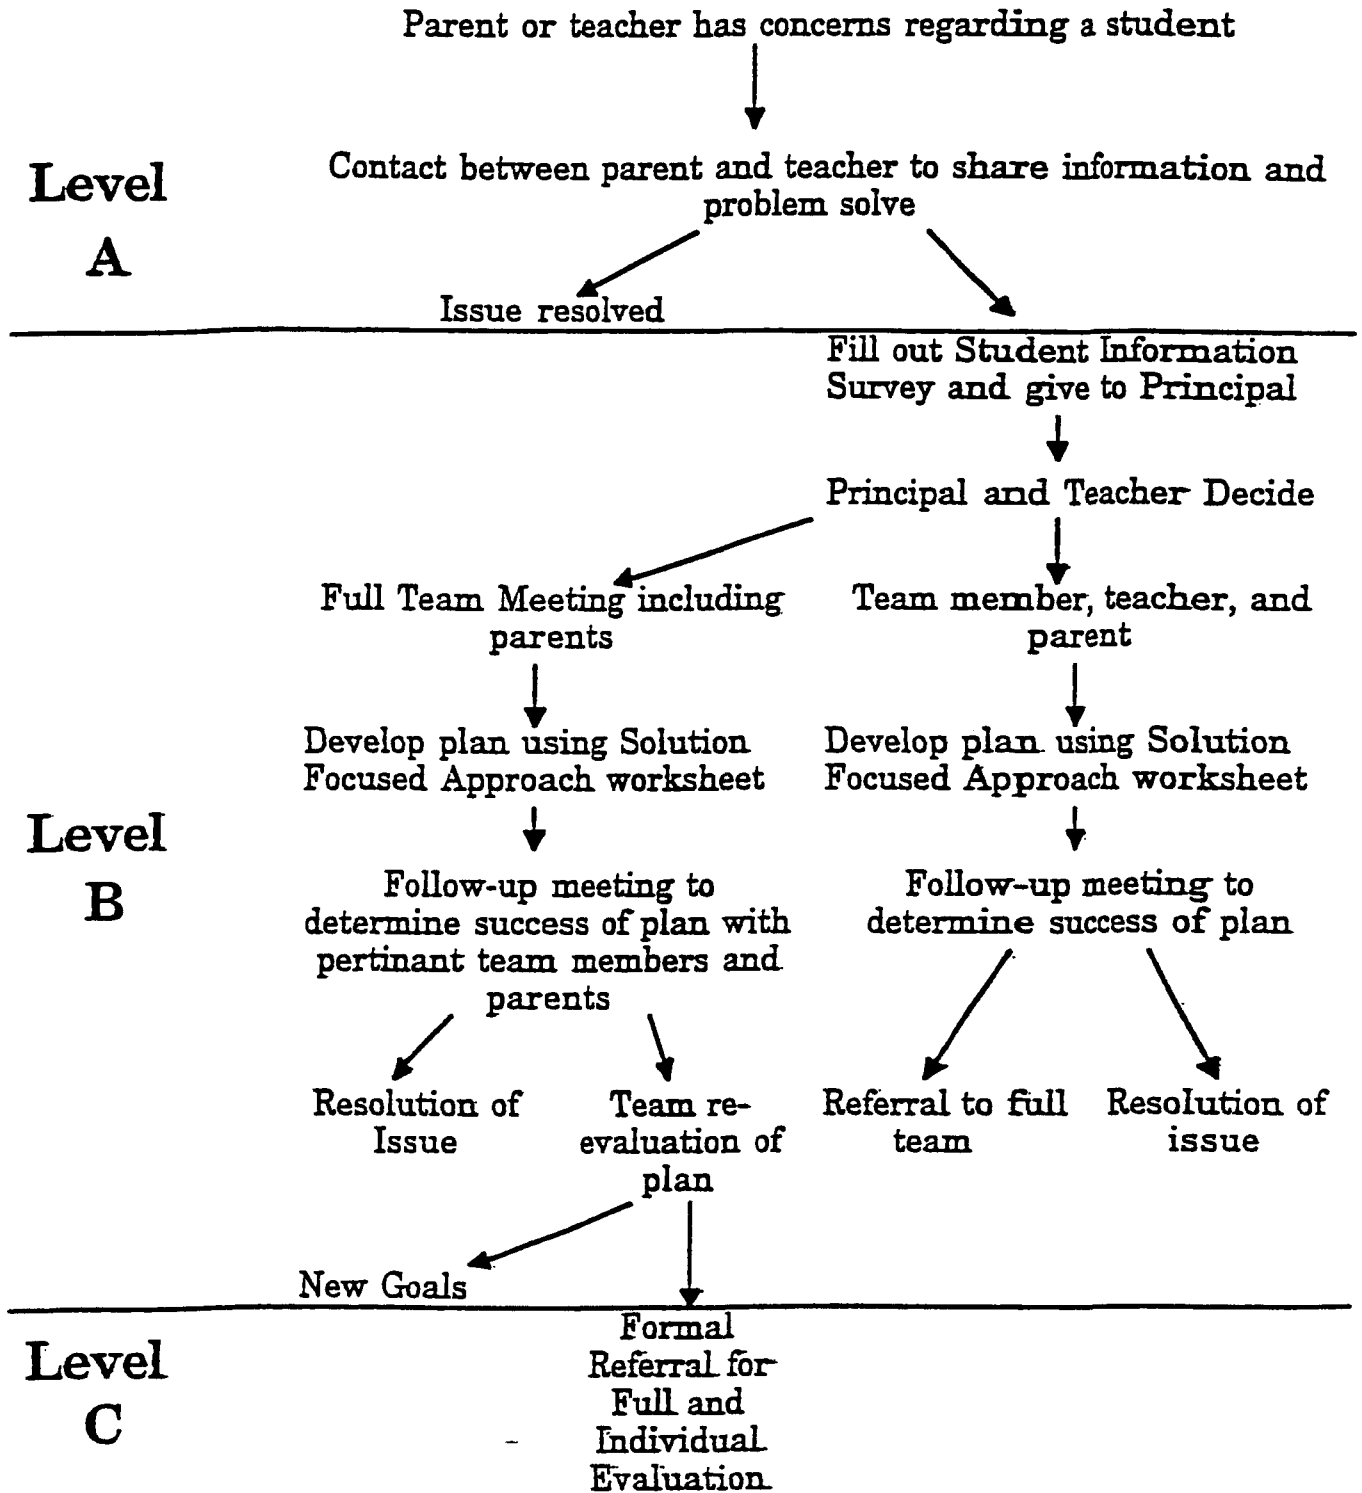 Parent or teacher has concerns regarding a student
Level
A
Contact between parent and teacher to share information and
problem solve
Issue resolved
Fill out Student Information
Survey and give to Principal
Principal and Teacher Decide
Full Team Meeting including
parents
Team member, teacher, and
parent
Develop plan using Solution
Focused Approach worksheet
Develop plan using Solution
Focused Approach worksheet
Level
B
Follow-up meeting to
determine success of plan with
pertinant team members and
parents
Follow-up meeting to
determine success of plan
Resolution of
Issue
Team re-
evaluation of
plan
Referral to full
team
Resolution of
issue
New Goals
Level
C
Formal
Referral for
Full and
Individual
Evaluation